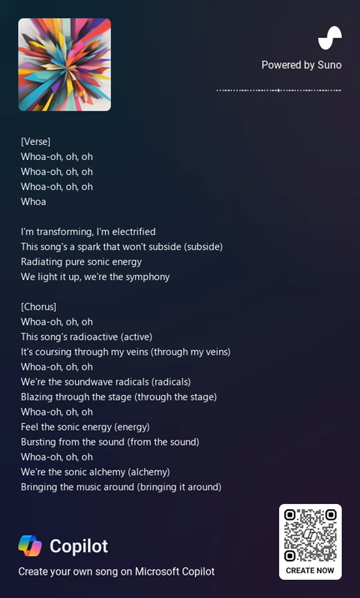 Powered by Suno
[Verse]
Whoa-oh, oh, oh
Whoa-oh, oh, oh
Whoa-oh, oh, oh
Whoa
I'm transforming, I'm electrified
This song's a spark that won't subside (subside)
Radiating pure sonic energy
We light it up, we're the symphony
[Chorus]
Whoa-oh, oh, oh
This song's radioactive (active)
It's coursing through my veins (through my veins)
Whoa-oh, oh, oh
We're the soundwave radicals (radicals)
Blazing through the stage (through the stage)
Whoa-oh, oh, oh
Feel the sonic energy (energy)
Bursting from the sound (from the sound)
Whoa-oh, oh, oh
We're the sonic alchemy (alchemy)
Bringing the music around (bringing it around)
Copilot
Create your own song on Microsoft Copilot
CREATE NOW